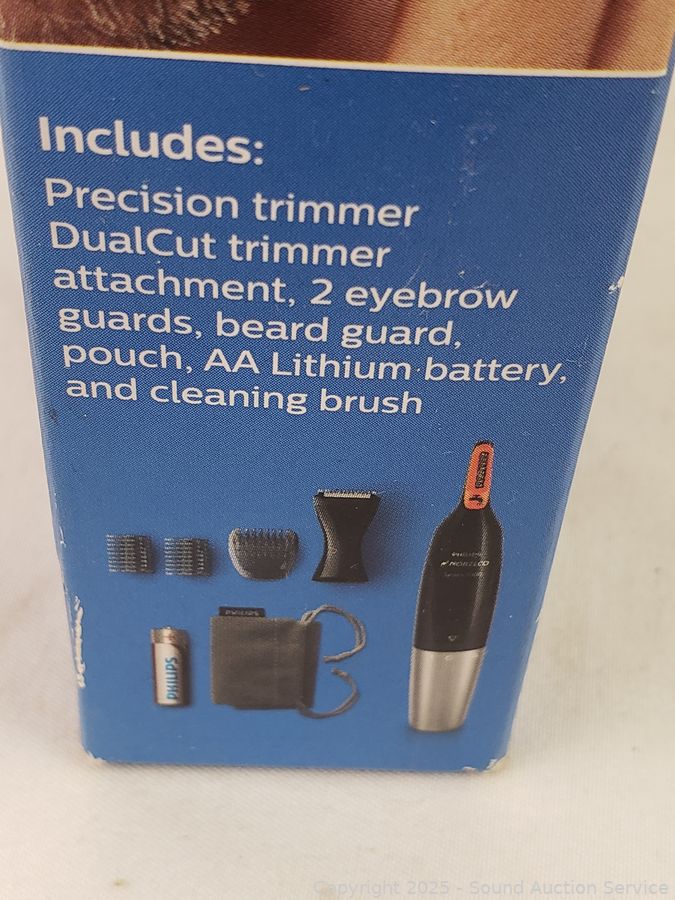 Includes:
Precision trimmer
DualCut trimmer
attachment, 2 eyebrow
guards, beard guard,
pouch, AA Lithium battery,
and cleaning brush
PHILIPS
PHILIPS
PHILIPS
NORELCO
Copyright 2025 - Sound Auction Service